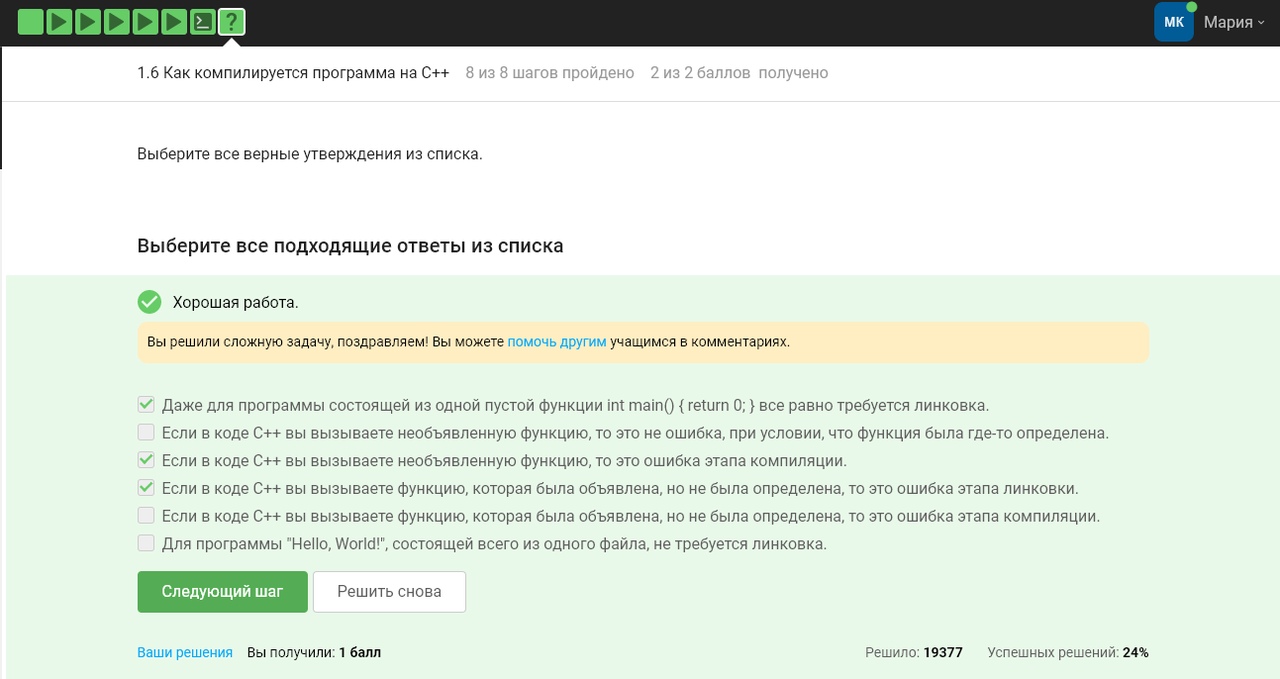 ?
МК Мария
1.6 Как компилируется программа на C++ 8 из 8 шагов пройдено 2 из 2 баллов получено
Выберите все верные утверждения из списка.
Выберите все подходящие ответы из списка
Хорошая работа.
Вы решили сложную задачу, поздравляем! Вы можете помочь другим учащимся в комментариях.
Даже для программы состоящей из одной пустой функции int main() { return 0; } все равно требуется линковка.
Если в коде C++ вы вызываете необъявленную функцию, то это не ошибка, при условии, что функция была где-то определена.
Если в коде C++ вы вызываете необъявленную функцию, то это ошибка этапа компиляции.
Если в коде C++ вы вызываете функцию, которая была объявлена, но не была определена, то это ошибка этапа линковки.
Если в коде C++ вы вызываете функцию, которая была объявлена, но не была определена, то это ошибка этапа компиляции.
Для программы "Hello, World!", состоящей всего из одного файла, не требуется линковка.
Следующий шаг Решить снова
Ваши решения Вы получили: 1 балл Решило: 19377 Успешных решений: 24%